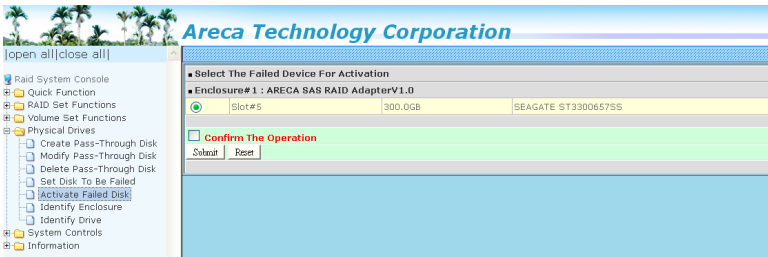 Areca Technology Corporation
|open all|close all|
Raid System Console
Quick Function
RAID Set Functions
Volume Set Functions
Physical Drives
Create Pass-Through Disk
Modify Pass-Through Disk
Delete Pass-Through Disk
Set Disk To Be Failed
Activate Failed Disk
Identify Enclosure
Identify Drive
System Controls
Information
Select The Failed Device For Activation
Enclosure#1 : ARECA SAS RAID AdapterV1.0
Slot#5 300.0GB SEAGATE ST3300657SS
Confirm The Operation
Submit Reset